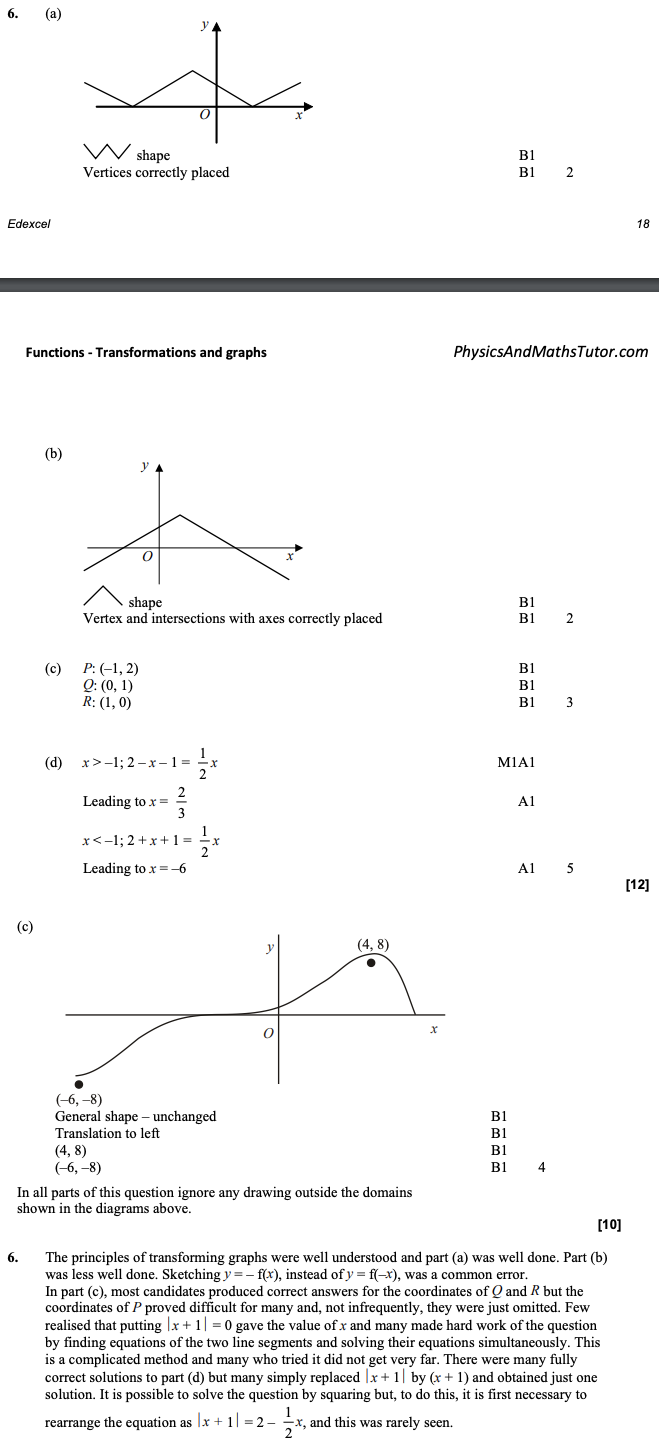 6. (a)
y
O x
shape B1
Vertices correctly placed B1 2
Edexcel 18
Functions - Transformations and graphs PhysicsAndMathsTutor.com
(b)
y
O x
shape B1
Vertex and intersections with axes correctly placed B1 2
(c) P: (–1, 2) B1
Q: (0, 1) B1
R: (1, 0) B1 3
(d) x > –1; 2 – x – 1 = 1/2 x M1A1
Leading to x = 2/3 A1
x < –1; 2 + x + 1 = 1/2 x
Leading to x = –6 A1 5
[12]
(c)
y (4, 8)
O x
(–6, –8)
General shape – unchanged B1
Translation to left B1
(4, 8) B1
(–6, –8) B1 4
In all parts of this question ignore any drawing outside the domains
shown in the diagrams above.
[10]
6. The principles of transforming graphs were well understood and part (a) was well done. Part (b)
was less well done. Sketching y = – f(x), instead of y = f(–x), was a common error.
In part (c), most candidates produced correct answers for the coordinates of Q and R but the
coordinates of P proved difficult for many and, not infrequently, they were just omitted. Few
realised that putting |x + 1| = 0 gave the value of x and many made hard work of the question
by finding equations of the two line segments and solving their equations simultaneously. This
is a complicated method and many who tried it did not get very far. There were many fully
correct solutions to part (d) but many simply replaced |x + 1| by (x + 1) and obtained just one
solution. It is possible to solve the question by squaring but, to do this, it is first necessary to
rearrange the equation as |x + 1| = 2 – 1/2 x, and this was rarely seen.